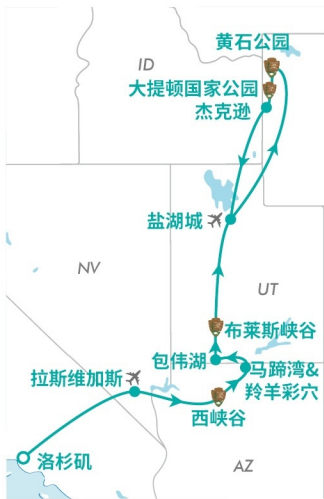 黄石公园
ID
大提顿国家公园
杰克逊
盐湖城
NV
UT
布莱斯峡谷
包伟湖
马蹄湾&
羚羊彩穴
拉斯维加斯
西峡谷
洛杉矶
AZ